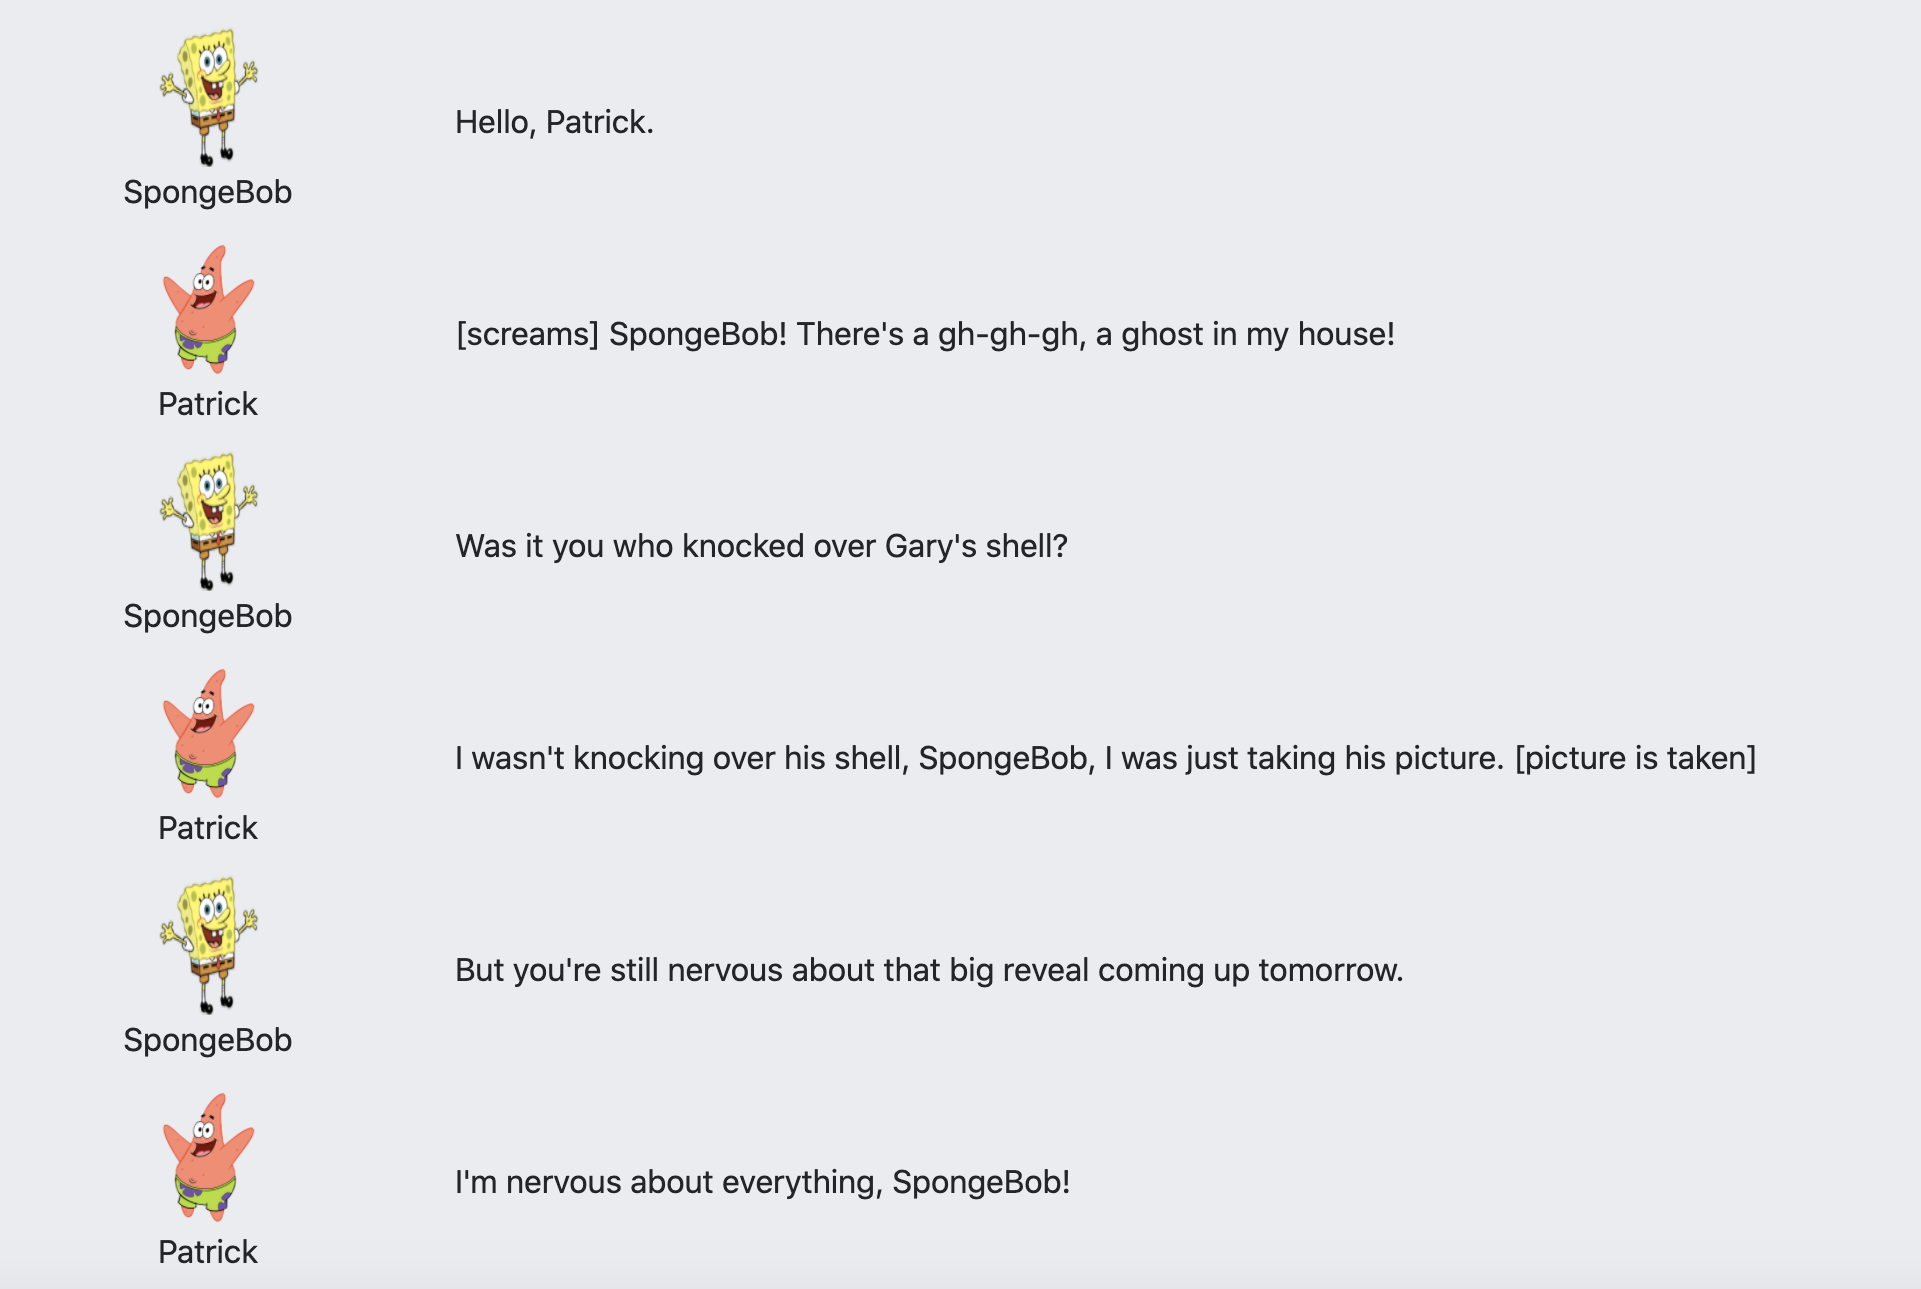 Hello, Patrick.
SpongeBob
[screams] SpongeBob! There's a gh-gh-gh, a ghost in my house!
Patrick
Was it you who knocked over Gary's shell?
SpongeBob
I wasn't knocking over his shell, SpongeBob, I was just taking his picture. [picture is taken]
Patrick
But you're still nervous about that big reveal coming up tomorrow.
SpongeBob
I'm nervous about everything, SpongeBob!
Patrick